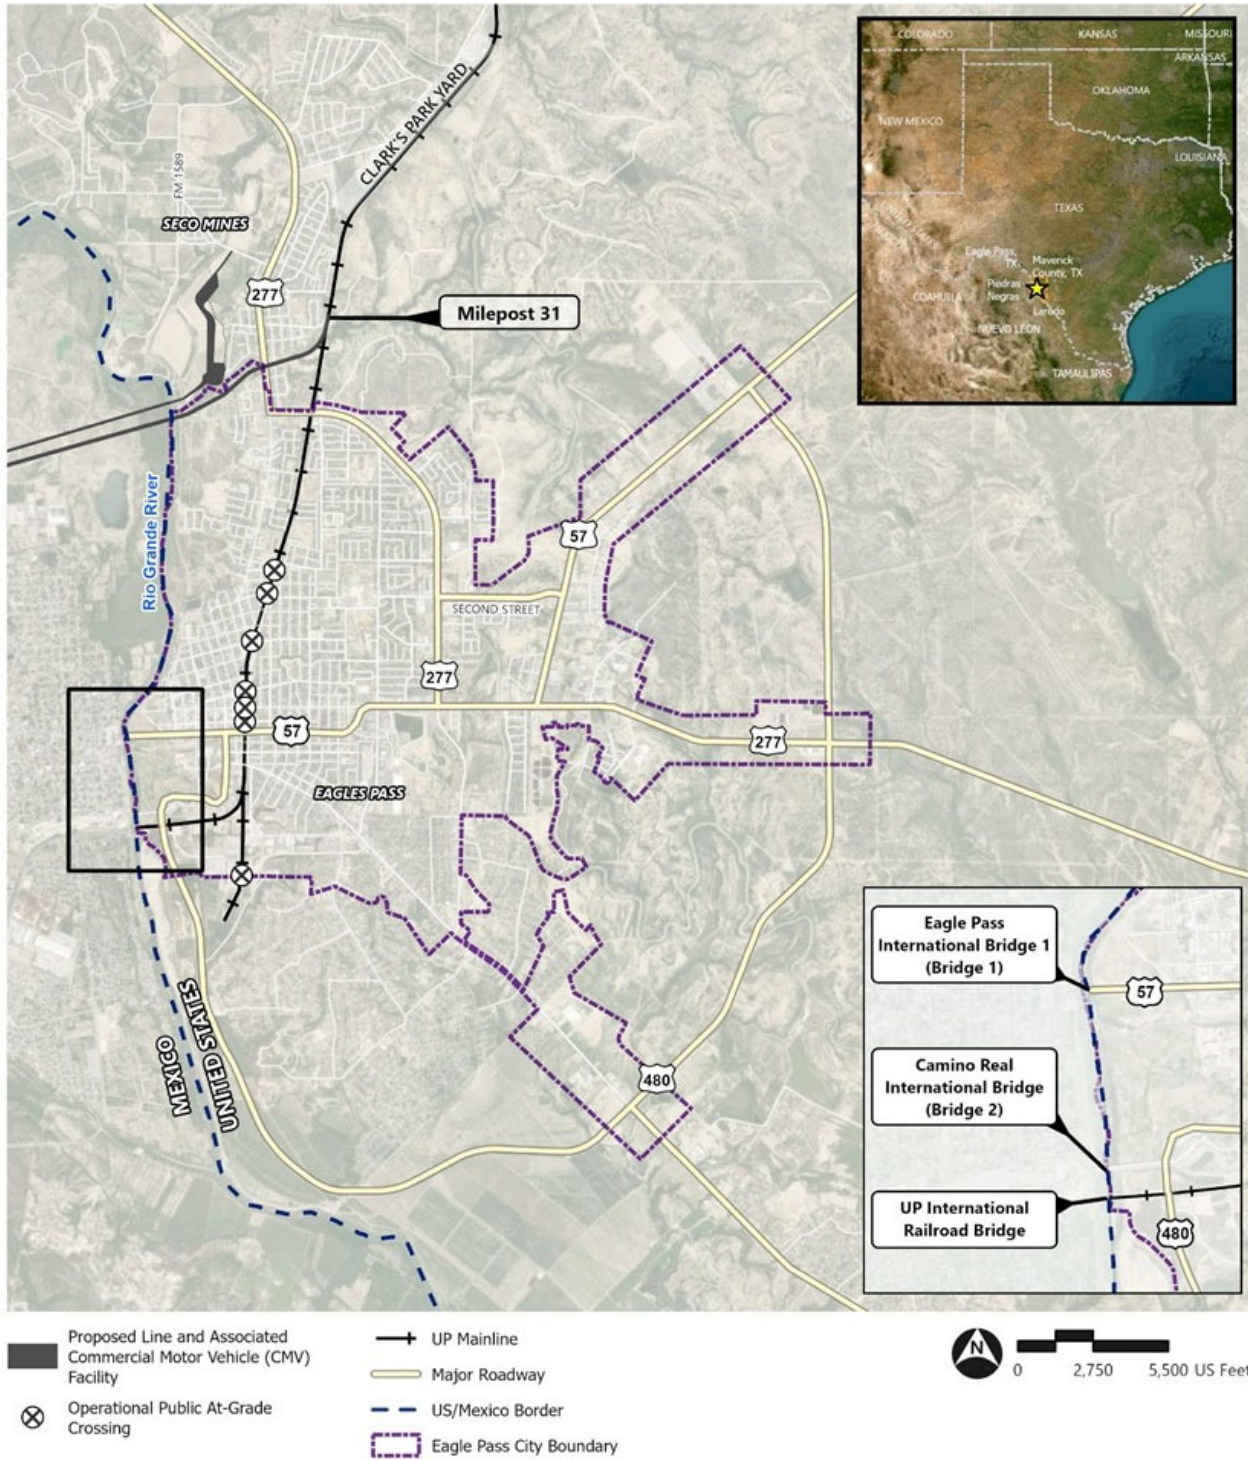 COLORADO
KANSAS
MISSOURI
ARKANSAS
OKLAHOMA
NEW MEXICO
LOUISIANA
TEXAS
Eagle Pass,
TX
Maverick
County, TX
Piedras
Negras
COAHUILA
Laredo
NUEVO LEON
TAMAULIPAS
CLARK'S PARK YARD
FM 1589
SECO MINES
277
Milepost 31
Rio Grande River
57
SECOND STREET
277
57
277
EAGLES PASS
UNITED STATES
MEXICO
480
Eagle Pass
International Bridge 1
(Bridge 1)
57
Camino Real
International Bridge
(Bridge 2)
UP International
Railroad Bridge
480
Proposed Line and Associated
Commercial Motor Vehicle (CMV)
Facility
Operational Public At-Grade
Crossing
UP Mainline
Major Roadway
US/Mexico Border
Eagle Pass City Boundary
N
0 2,750 5,500 US Feet